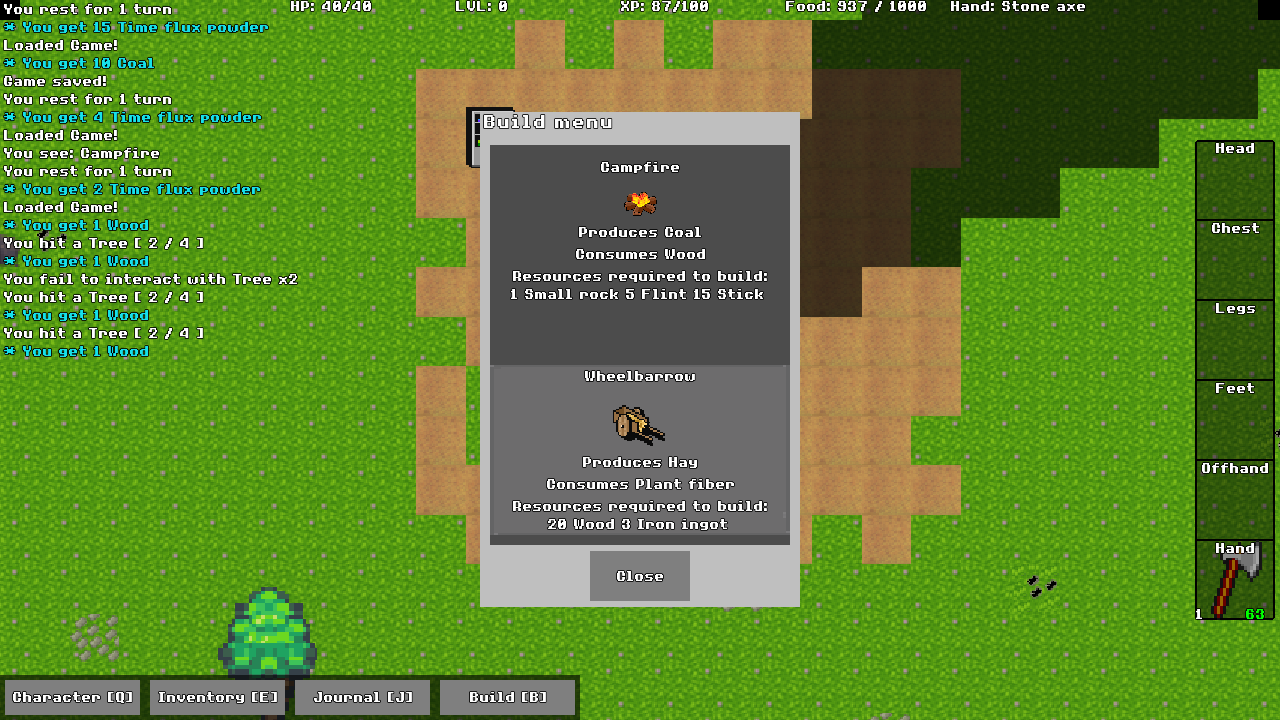 You rest for 1 turn
* You get 15 Time flux powder
Loaded Game!
* You get 10 Coal
Game saved!
You rest for 1 turn
* You get 4 Time flux powder
Loaded Game!
You see: Campfire
You rest for 1 turn
* You get 2 Time flux powder
Loaded Game!
* You get 1 Wood
You hit a Tree [ 2 / 4 ]
* You get 1 Wood
You fail to interact with Tree x2
You hit a Tree [ 2 / 4 ]
* You get 1 Wood
You hit a Tree [ 2 / 4 ]
* You get 1 Wood
HP: 40/40
LVL: 0
XP: 87/100
Food: 937 / 1000
Hand: Stone axe
Build menu
Campfire
Produces Coal
Consumes Wood
Resources required to build:
1 Small rock 5 Flint 15 Stick
Wheelbarrow
Produces Hay
Consumes Plant fiber
Resources required to build:
20 Wood 3 Iron ingot
Close
Head
Chest
Legs
Feet
Offhand
Hand
1 63
Character [Q]
Inventory [E]
Journal [J]
Build [B]